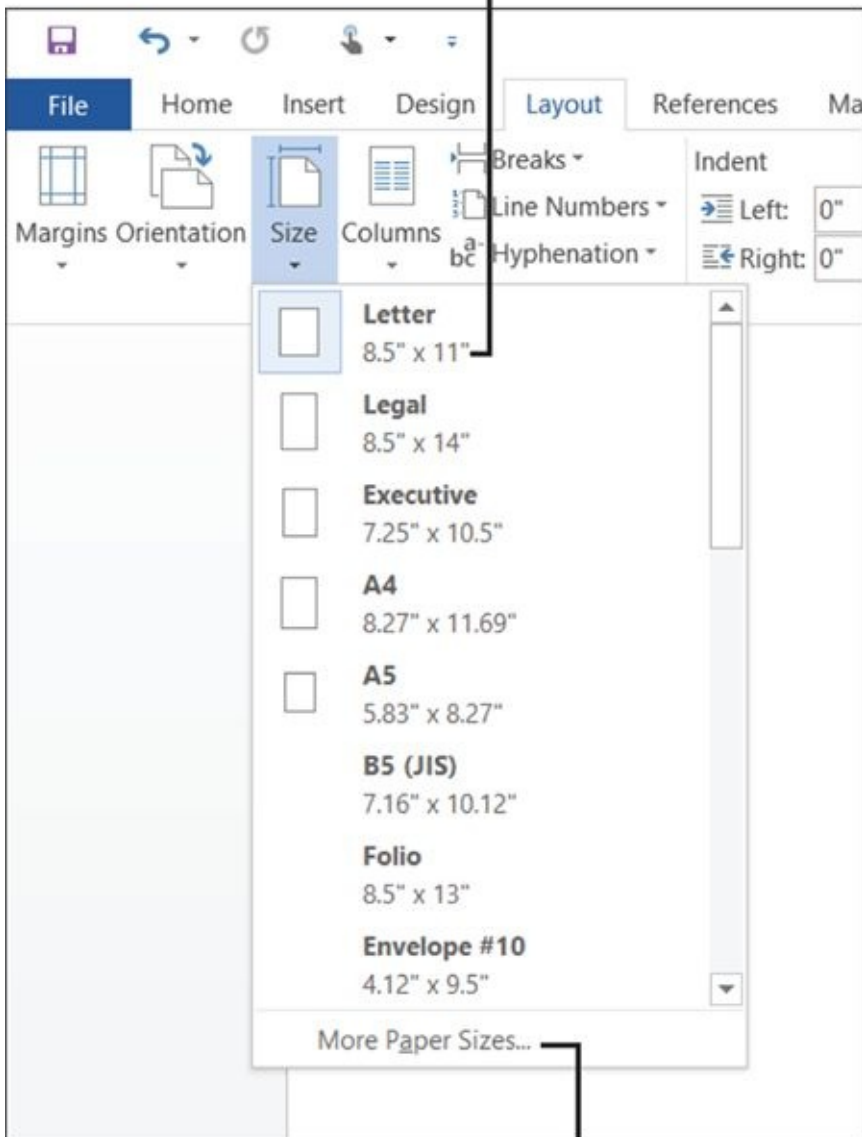 File Home Insert Design Layout References Ma
Margins Orientation Size Columns
Breaks
Line Numbers
Hyphenation
Indent
Left: 0"
Right: 0"
Letter
8.5" x 11"
Legal
8.5" x 14"
Executive
7.25" x 10.5"
A4
8.27" x 11.69"
A5
5.83" x 8.27"
B5 (JIS)
7.16" x 10.12"
Folio
8.5" x 13"
Envelope #10
4.12" x 9.5"
More Paper Sizes...